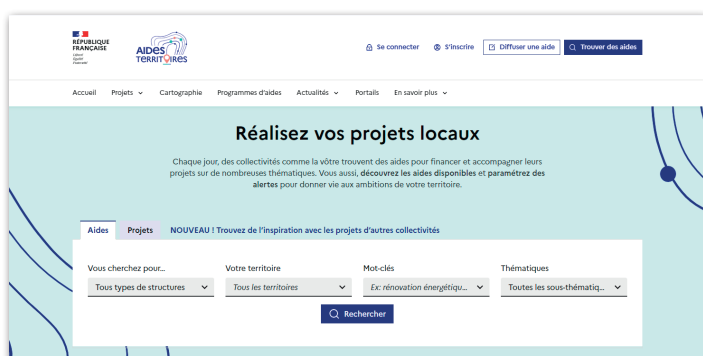 RÉPUBLIQUE
FRANÇAISE
Liberté
Égalité
Fraternité
AIDES
TERRITOIRES
Se connecter
S'inscrire
Diffuser une aide
Trouver des aides
Accueil
Projets
Cartographie
Programmes d'aides
Actualités
Portails
En savoir plus
Réalisez vos projets locaux
Chaque jour, des collectivités comme la vôtre trouvent des aides pour financer et accompagner leurs
projets sur de nombreuses thématiques. Vous aussi, découvrez les aides disponibles et paramétrez des
alertes pour donner vie aux ambitions de votre territoire.
Aides
Projets
NOUVEAU ! Trouvez de l'inspiration avec les projets d'autres collectivités
Vous cherchez pour...
Votre territoire
Mot-clés
Thématiques
Tous types de structures
Tous les territoires
Ex: rénovation énergétiqu...
Toutes les sous-thématiq...
Rechercher